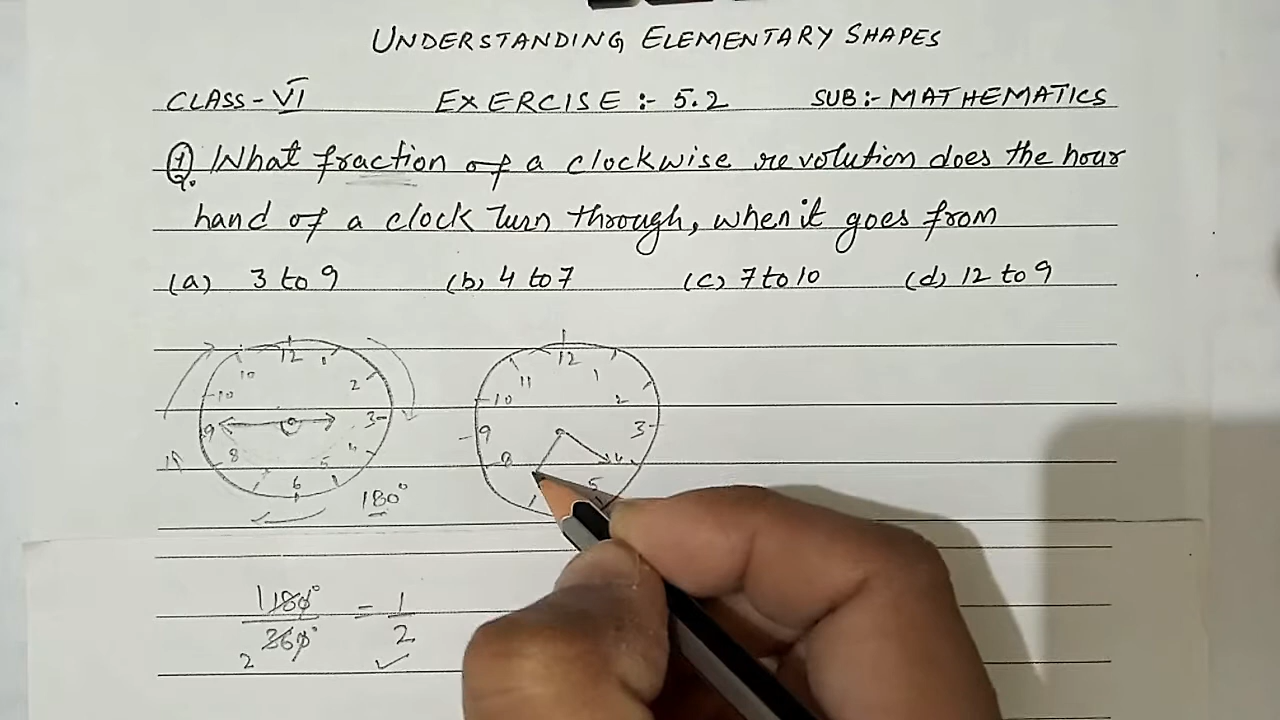 UNDERSTANDING ELEMENTARY SHAPES
CLASS-VI EXERCISE :- 5.2 SUB:- MATHEMATICS
Q1. What fraction of a clockwise revolution does the hour
hand of a clock turn through, when it goes from
(a) 3 to 9 (b) 4 to 7 (c) 7 to 10 (d) 12 to 9
12 1 2 3 4 5 6 8 9 10 10
180°
12 1 2 3 4 5 8 9 10 11
1 180° / 2 360° = 1/2